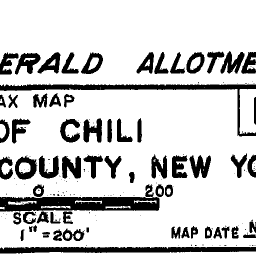 ERALD ALLOTME
AX MAP
OF CHILI
COUNTY, NEW YO
0 200
SCALE
1"=200'
MAP DATE N